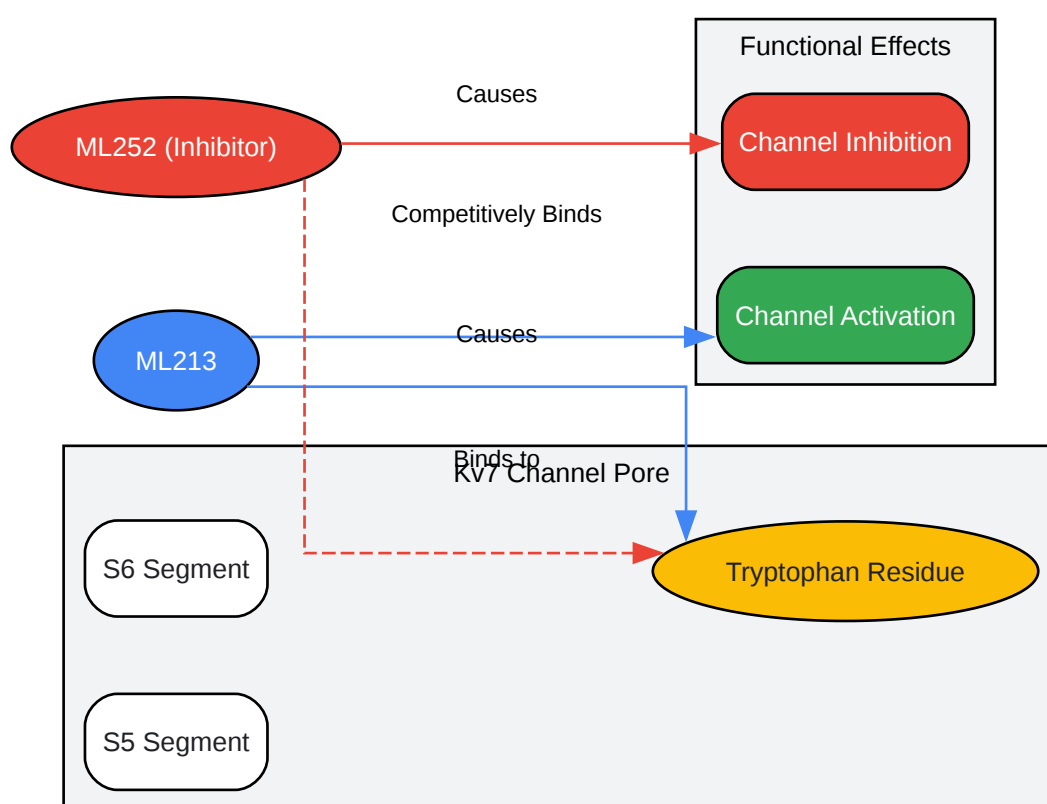 Functional Effects
Causes
ML252 (Inhibitor)
Channel Inhibition
Competitively Binds
Causes
Channel Activation
ML213
Binds to
Kv7 Channel Pore
S6 Segment
Tryptophan Residue
S5 Segment